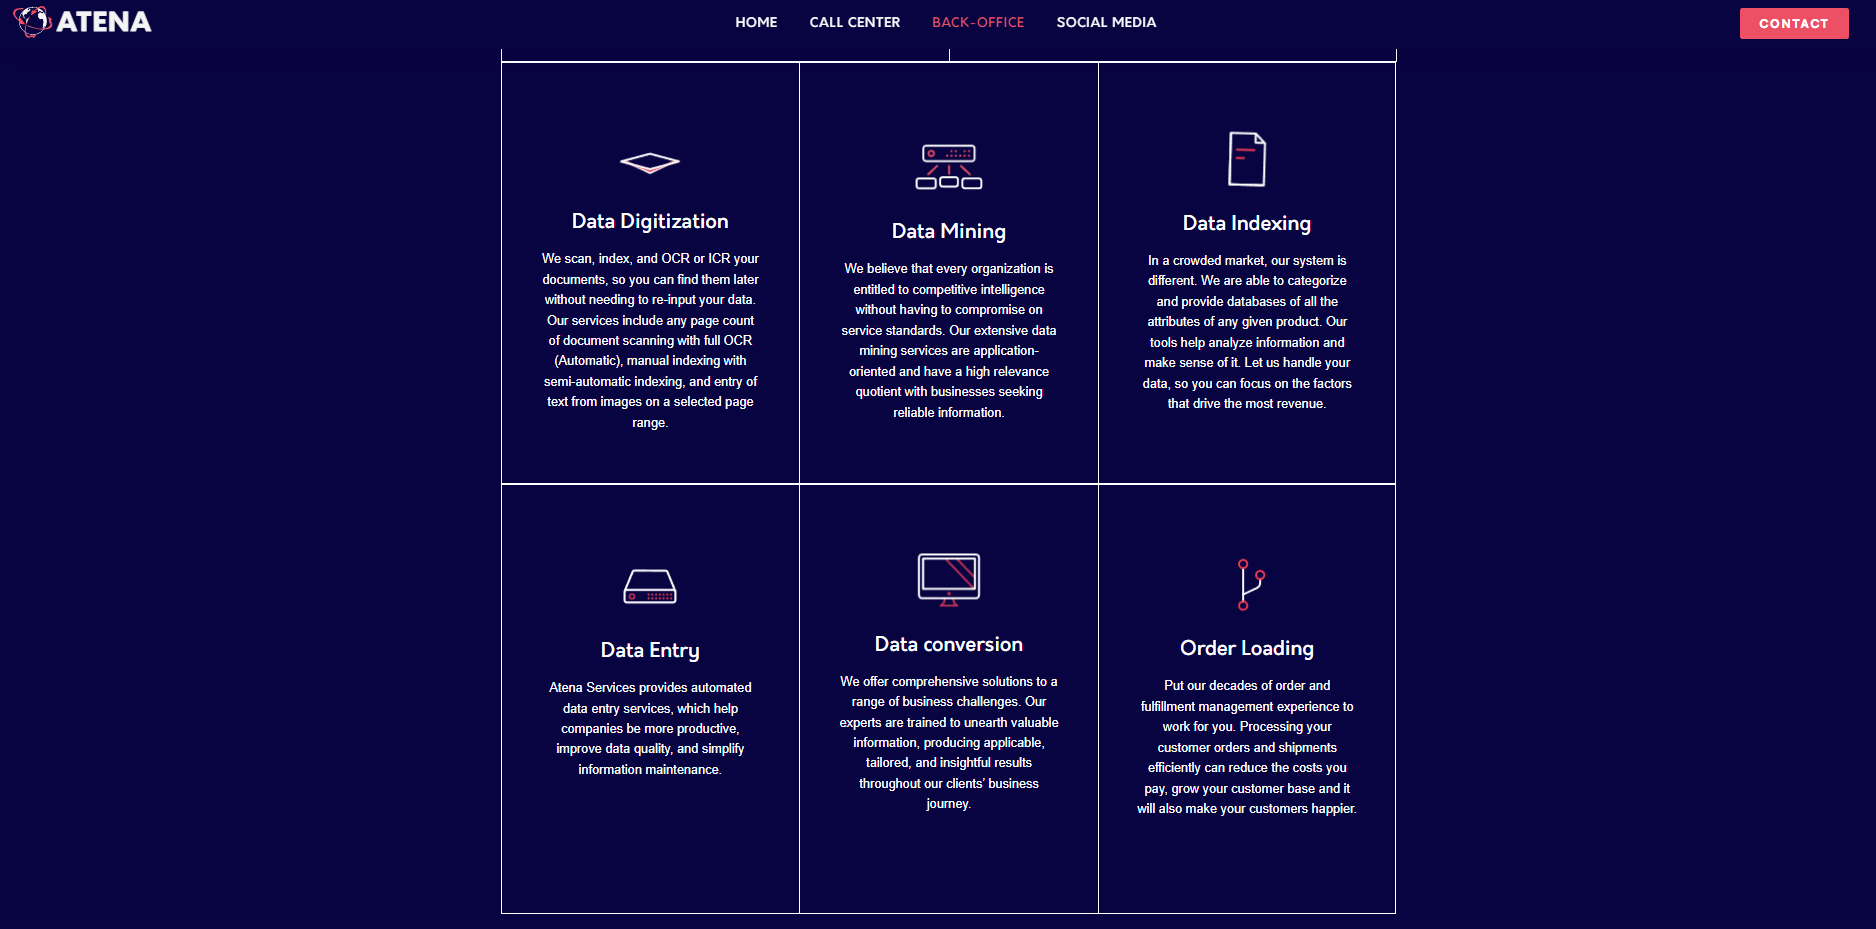 ATENA
HOME
CALL CENTER
BACK-OFFICE
SOCIAL MEDIA
CONTACT
Data Digitization
We scan, index, and OCR or ICR your
documents, so you can find them later
without needing to re-input your data.
Our services include any page count
of document scanning with full OCR
(Automatic), manual indexing with
semi-automatic indexing, and entry of
text from images on a selected page
range.
Data Mining
We believe that every organization is
entitled to competitive intelligence
without having to compromise on
service standards. Our extensive data
mining services are application-
oriented and have a high relevance
quotient with businesses seeking
reliable information.
Data Indexing
In a crowded market, our system is
different. We are able to categorize
and provide databases of all the
attributes of any given product. Our
tools help analyze information and
make sense of it. Let us handle your
data, so you can focus on the factors
that drive the most revenue.
Data Entry
Atena Services provides automated
data entry services, which help
companies be more productive,
improve data quality, and simplify
information maintenance.
Data conversion
We offer comprehensive solutions to a
range of business challenges. Our
experts are trained to unearth valuable
information, producing applicable,
tailored, and insightful results
throughout our clients’ business
journey.
Order Loading
Put our decades of order and
fulfillment management experience to
work for you. Processing your
customer orders and shipments
efficiently can reduce the costs you
pay, grow your customer base and it
will also make your customers happier.